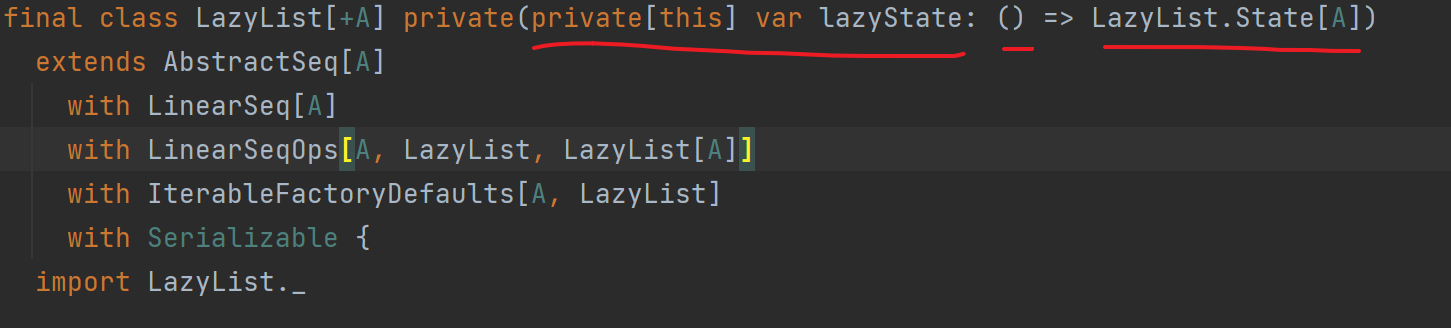 final class LazyList[+A] private(private[this] var lazyState: () => LazyList.State[A])
extends AbstractSeq[A]
with LinearSeq[A]
with LinearSeqOps[A, LazyList, LazyList[A]]
with IterableFactoryDefaults[A, LazyList]
with Serializable {
import LazyList._